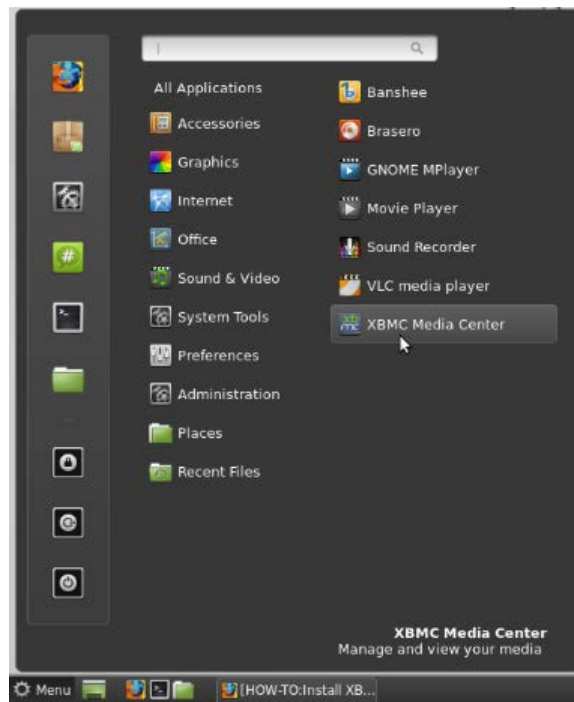 All Applications
Accessories
Graphics
Internet
Office
Sound & Video
System Tools
Preferences
Administration
Places
Recent Files
Banshee
Brasero
GNOME MPlayer
Movie Player
Sound Recorder
VLC media player
XBMC Media Center
XBMC Media Center
Manage and view your media
Menu
[HOW-TO:Install XB...